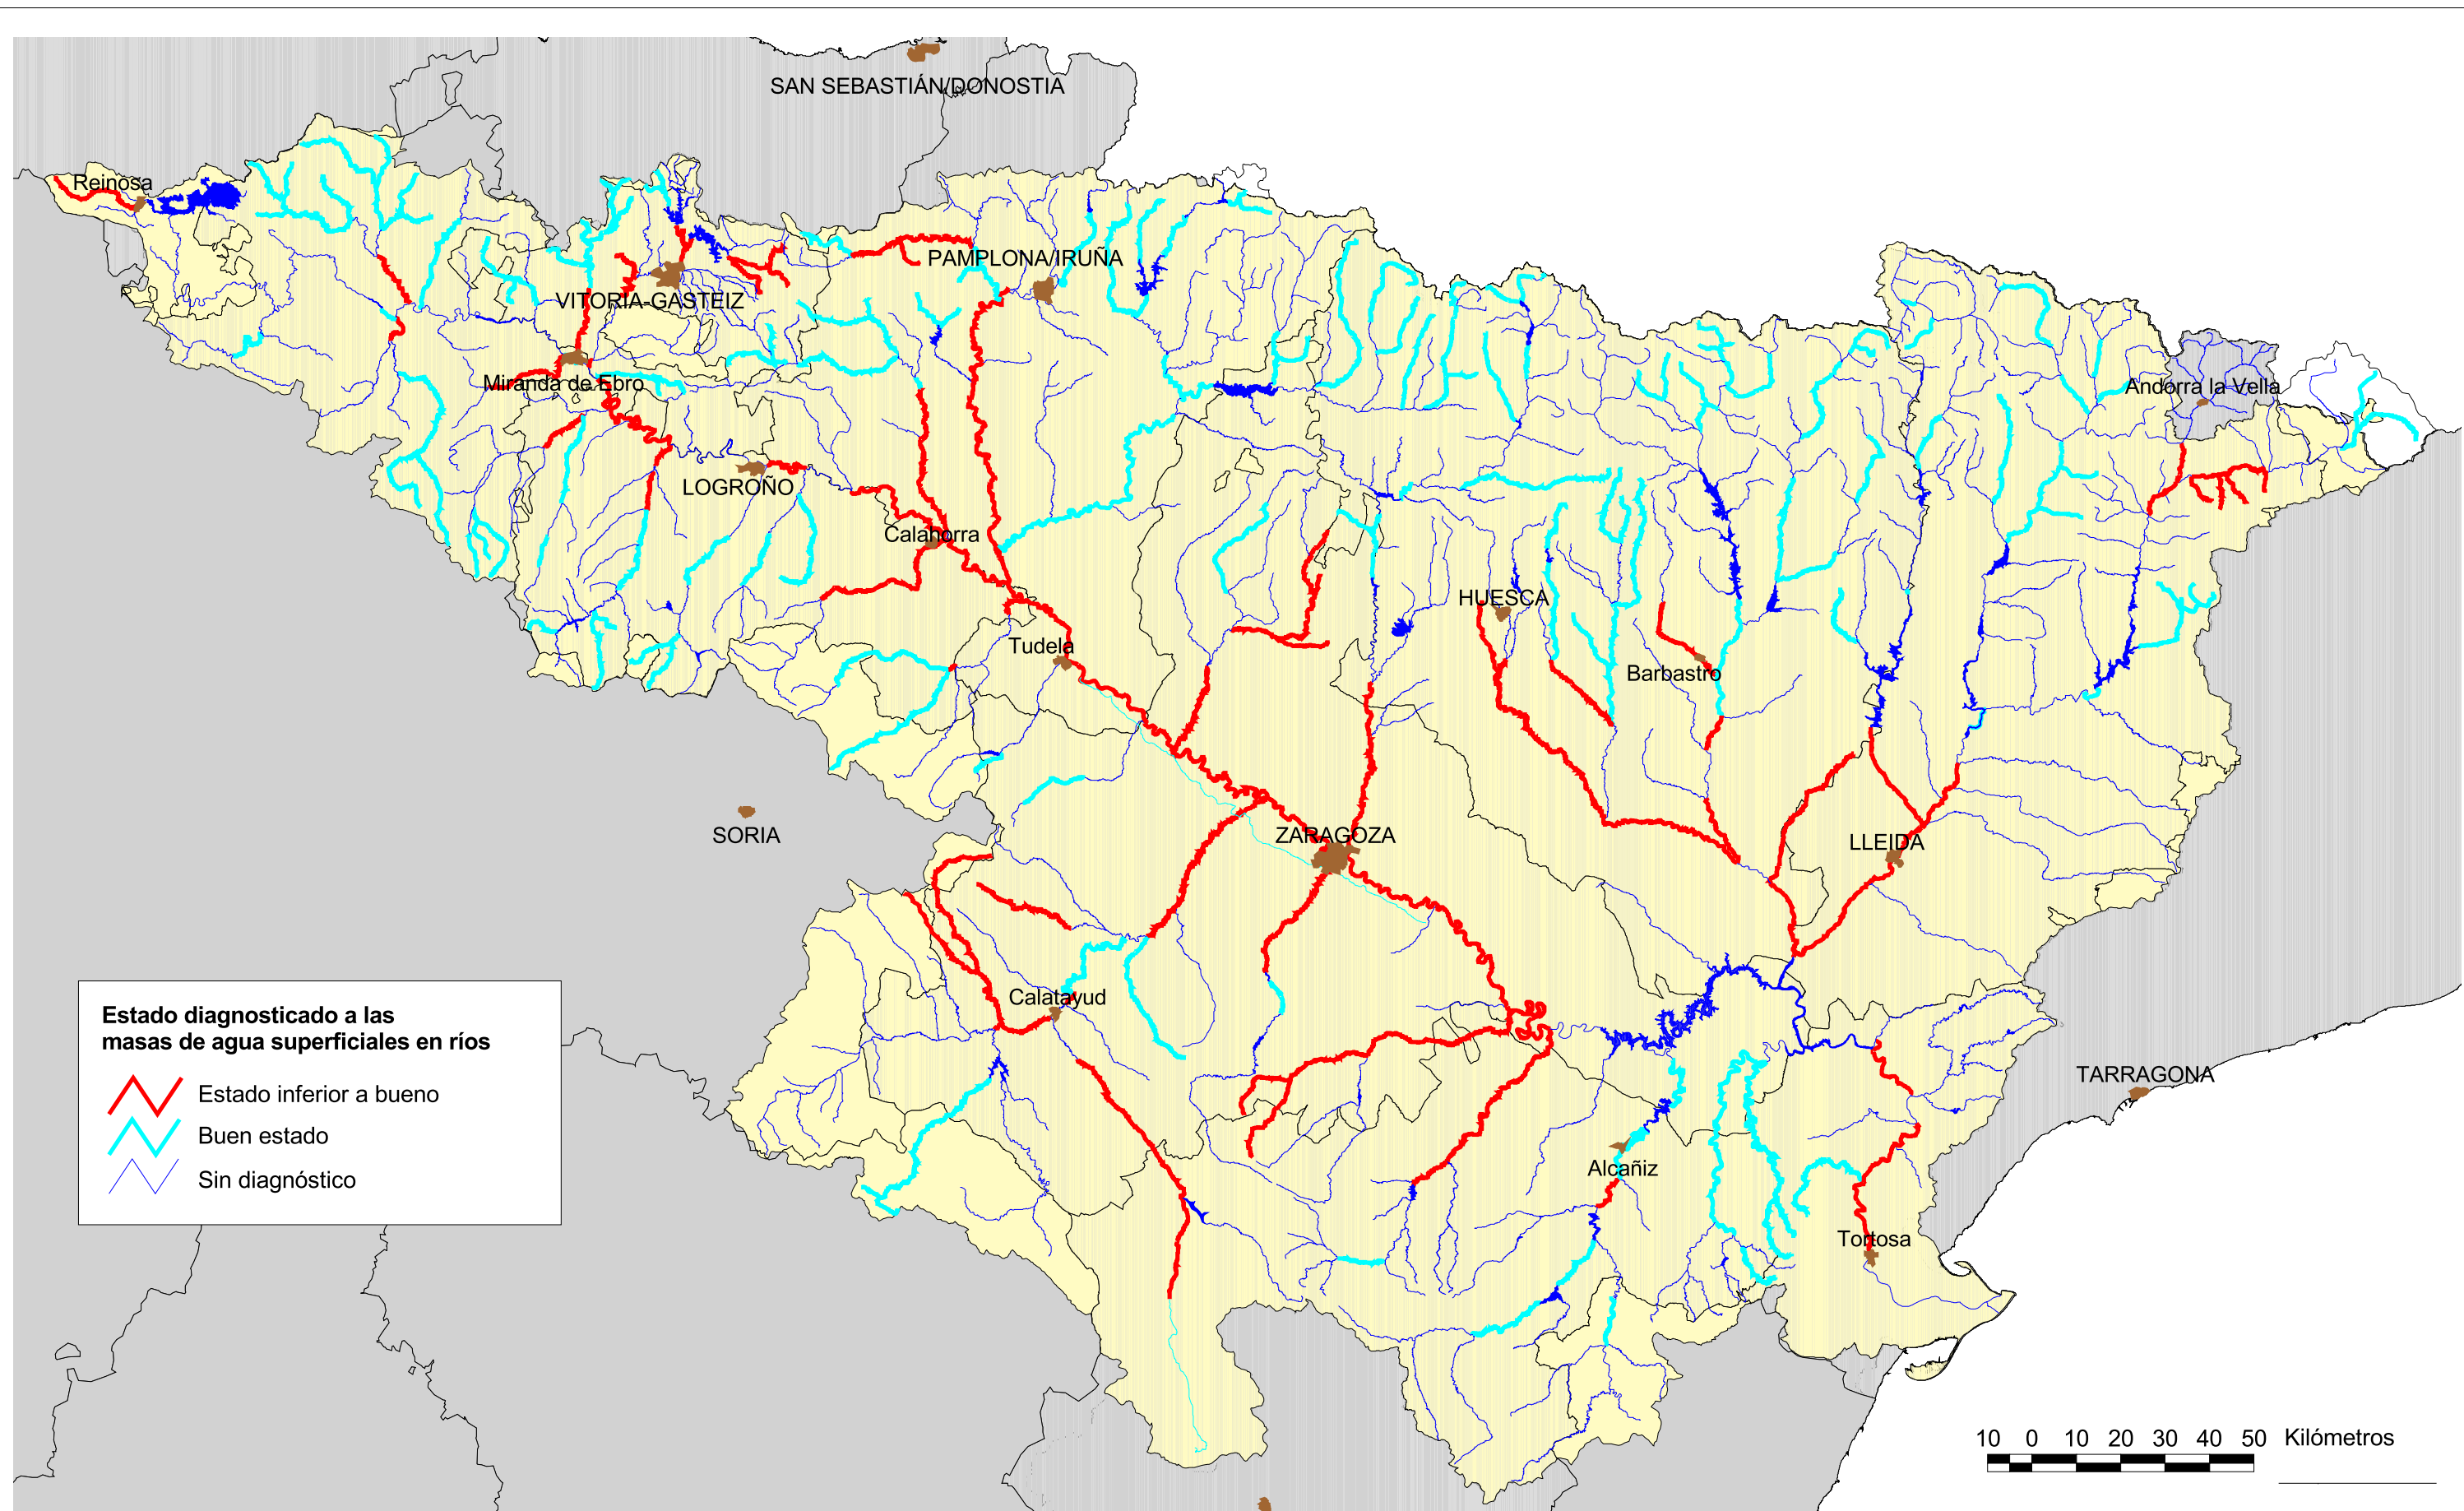 SAN SEBASTIÁN/DONOSTIA
Reinosa
PAMPLONA/IRUÑA
VITORIA-GASTEIZ
Miranda de Ebro
Andorra la Vella
LOGROÑO
Calahorra
HUESCA
Tudela
Barbastro
SORIA
ZARAGOZA
LLEIDA
Calatayud
Estado diagnosticado a las
masas de agua superficiales en ríos
Estado inferior a bueno
Buen estado
Sin diagnóstico
TARRAGONA
Alcañiz
Tortosa
10 0 10 20 30 40 50 Kilómetros